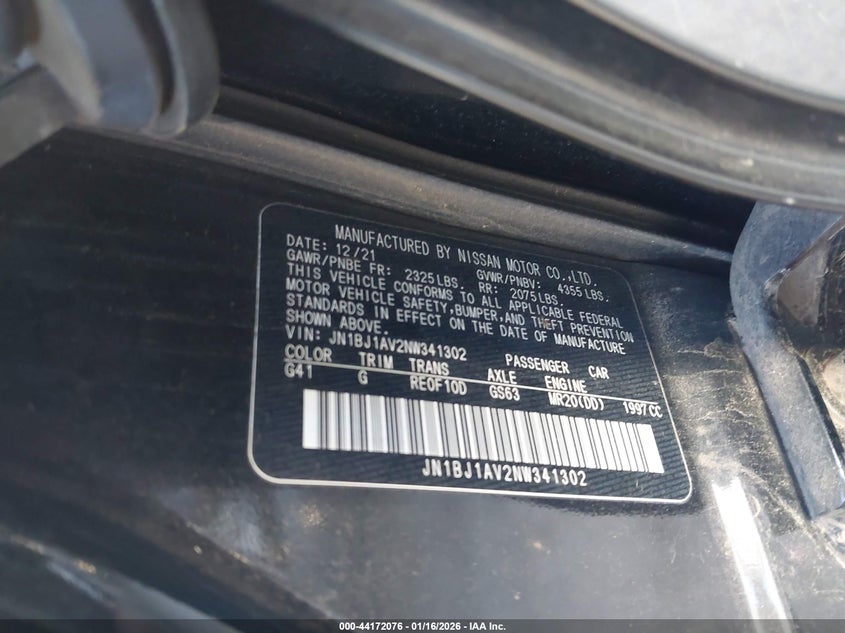 MANUFACTURED BY NISSAN MOTOR CO.,LTD.
DATE: 12/21 GVWR/PNBV: 4355LBS.
GAWR/PNBE FR: 2325LBS. RR: 2075LBS.
THIS VEHICLE CONFORMS TO ALL APPLICABLE FEDERAL
MOTOR VEHICLE SAFETY,BUMPER,AND THEFT PREVENTION
STANDARDS IN EFFECT ON THE DATE OF MANUFACTURE
SHOWN ABOVE.
VIN: JN1BJ1AV2NW341302 PASSENGER CAR
COLOR TRIM TRANS AXLE ENGINE
G41 G RE0F10D GS63 MR20(DD) 1997CC
JN1BJ1AV2NW341302
000-44172076 - 01/16/2026 - IAA Inc.